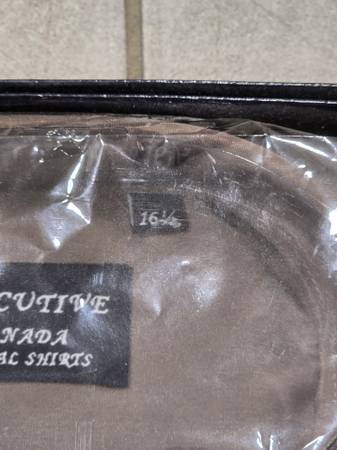 16½
CUTIVE
NADA
AL SHIRTS